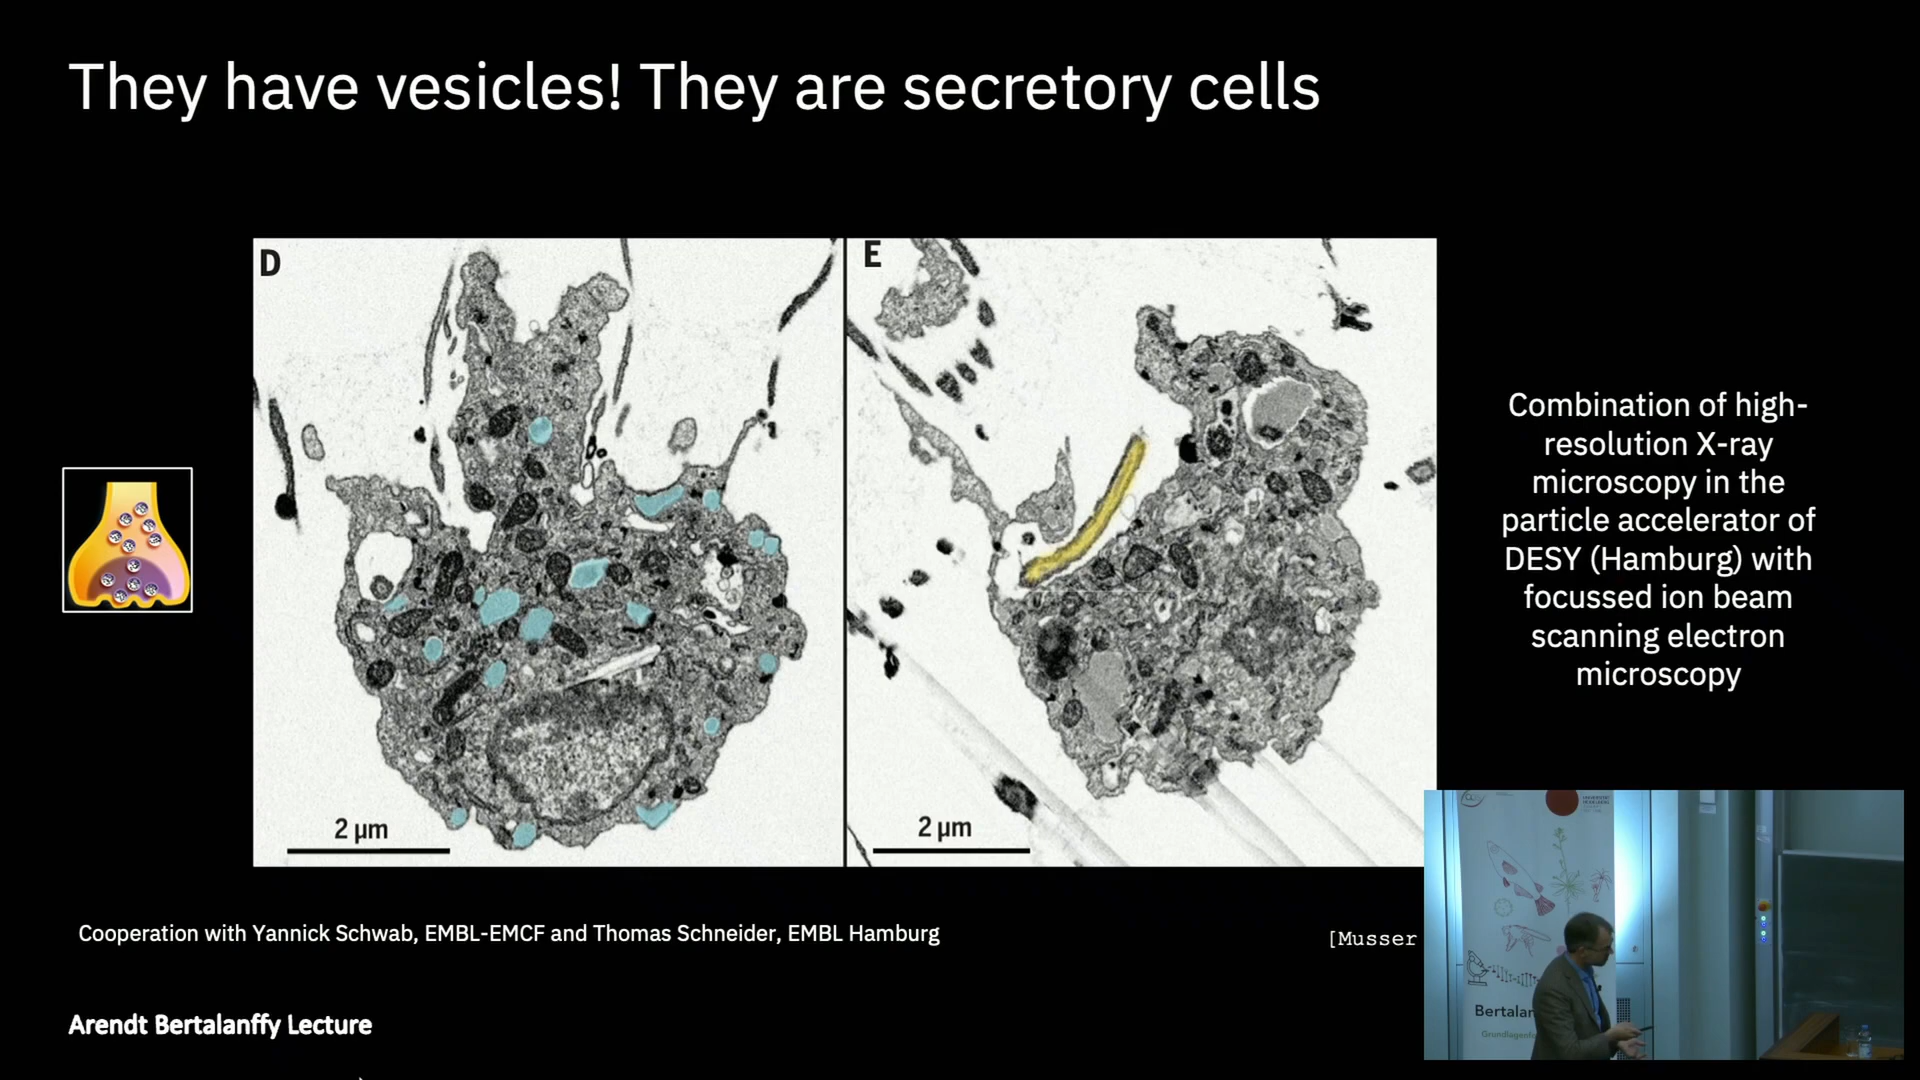 They have vesicles! They are secretory cells
D
E
2 µm
2 µm
Combination of high-
resolution X-ray
microscopy in the
particle accelerator of
DESY (Hamburg) with
focussed ion beam
scanning electron
microscopy
Cooperation with Yannick Schwab, EMBL-EMCF and Thomas Schneider, EMBL Hamburg
[Musser
Arendt Bertalanffy Lecture
Bertalan